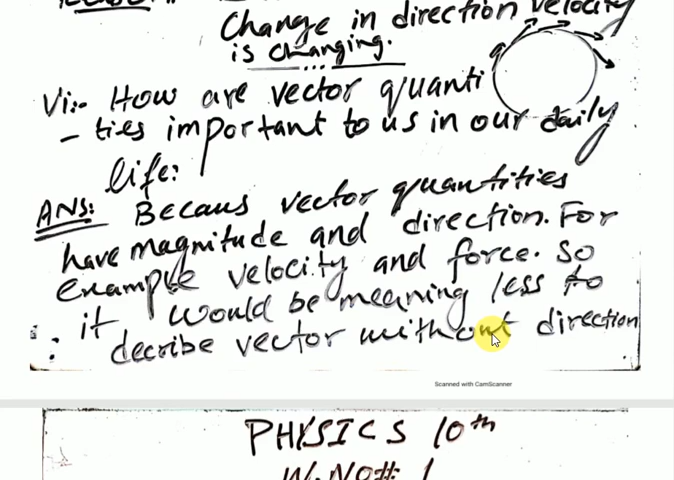 Change in direction velocity
is changing.
Vi:- How are vector quanti
- ties important to us in our daily
life:
ANS: Becaus vector quantities
have magnitude and direction. For
example velocity and force. So
it would be meaning less to
decribe vector without direction
Scanned with CamScanner
PHYSICS 10th
W.NO#: 1